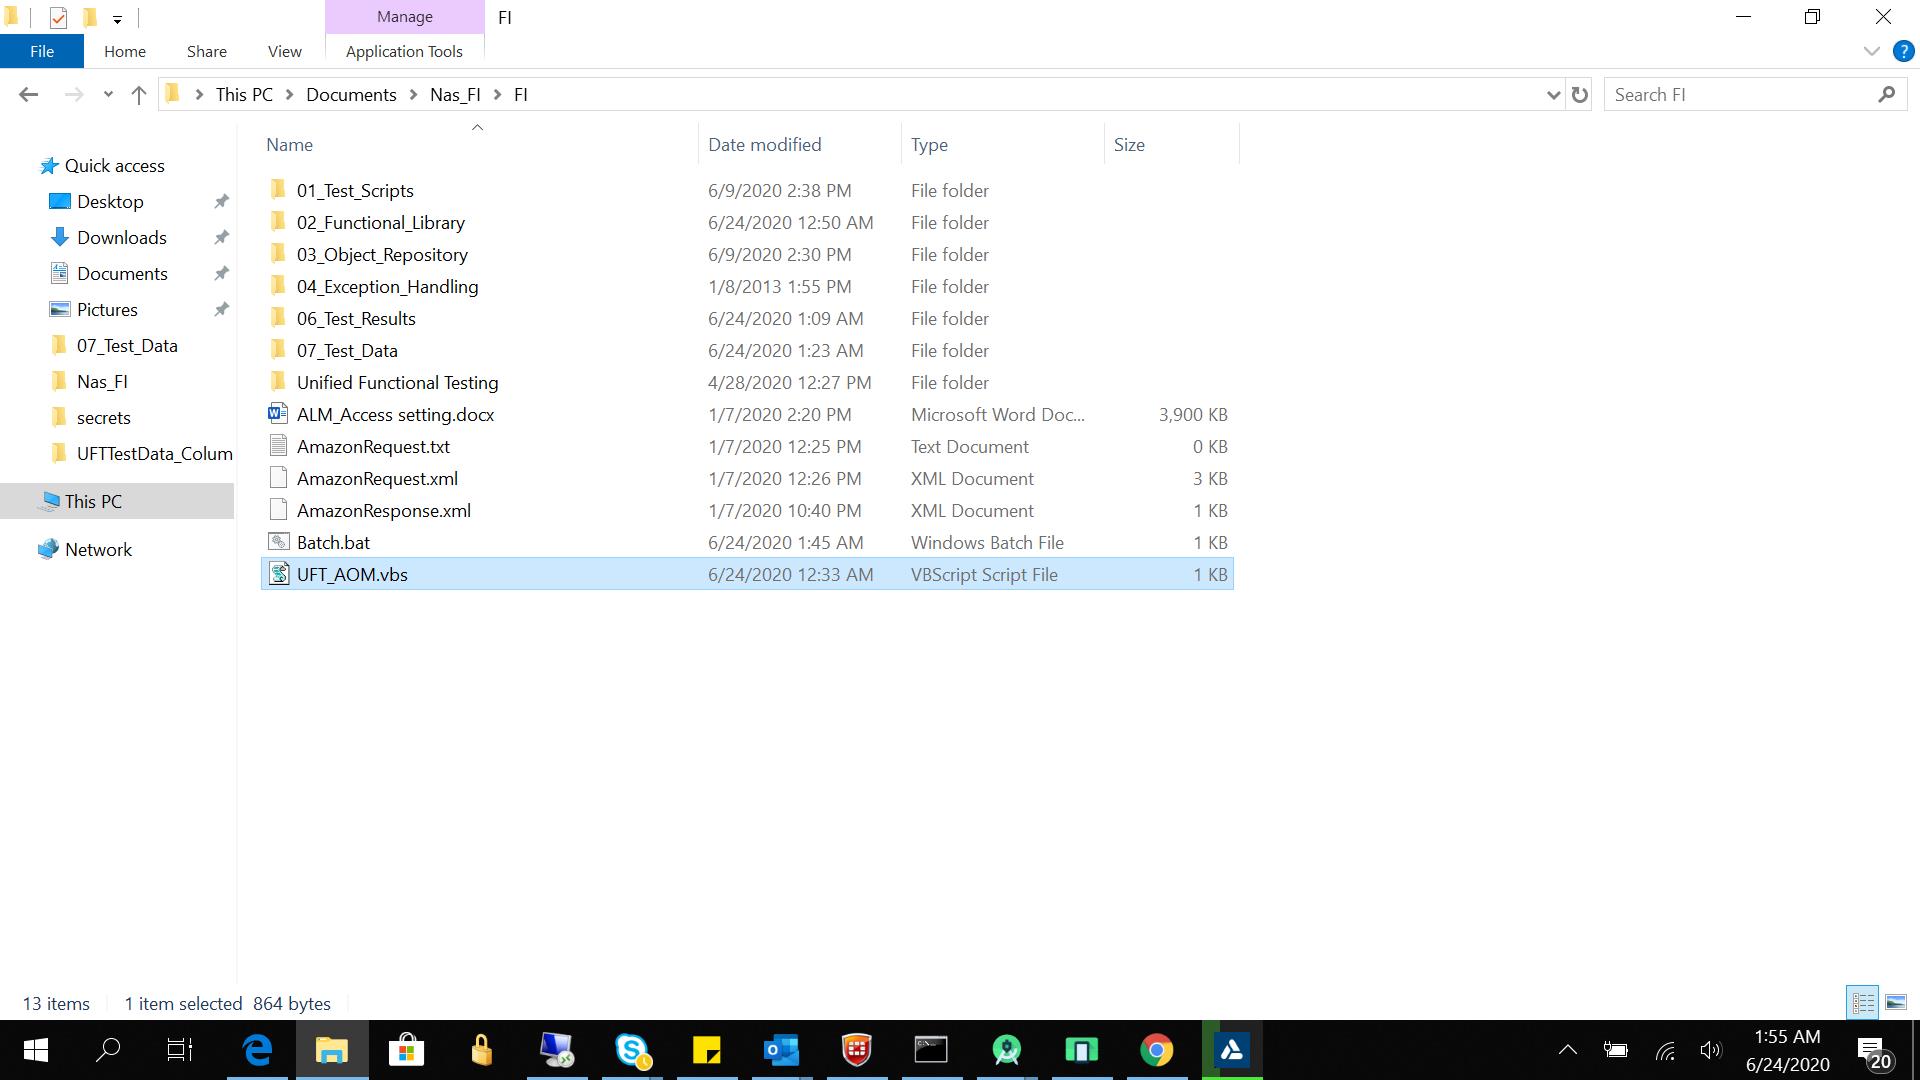 Manage FI
File Home Share View Application Tools
This PC Documents Nas_FI FI Search FI
Name Date modified Type Size
Quick access
Desktop
Downloads
Documents
Pictures
07_Test_Data
Nas_FI
secrets
UFTTestData_Colum
This PC
Network
01_Test_Scripts 6/9/2020 2:38 PM File folder
02_Functional_Library 6/24/2020 12:50 AM File folder
03_Object_Repository 6/9/2020 2:30 PM File folder
04_Exception_Handling 1/8/2013 1:55 PM File folder
06_Test_Results 6/24/2020 1:09 AM File folder
07_Test_Data 6/24/2020 1:23 AM File folder
Unified Functional Testing 4/28/2020 12:27 PM File folder
ALM_Access setting.docx 1/7/2020 2:20 PM Microsoft Word Doc... 3,900 KB
AmazonRequest.txt 1/7/2020 12:25 PM Text Document 0 KB
AmazonRequest.xml 1/7/2020 12:26 PM XML Document 3 KB
AmazonResponse.xml 1/7/2020 10:40 PM XML Document 1 KB
Batch.bat 6/24/2020 1:45 AM Windows Batch File 1 KB
UFT_AOM.vbs 6/24/2020 12:33 AM VBScript Script File 1 KB
13 items 1 item selected 864 bytes
1:55 AM
6/24/2020
20